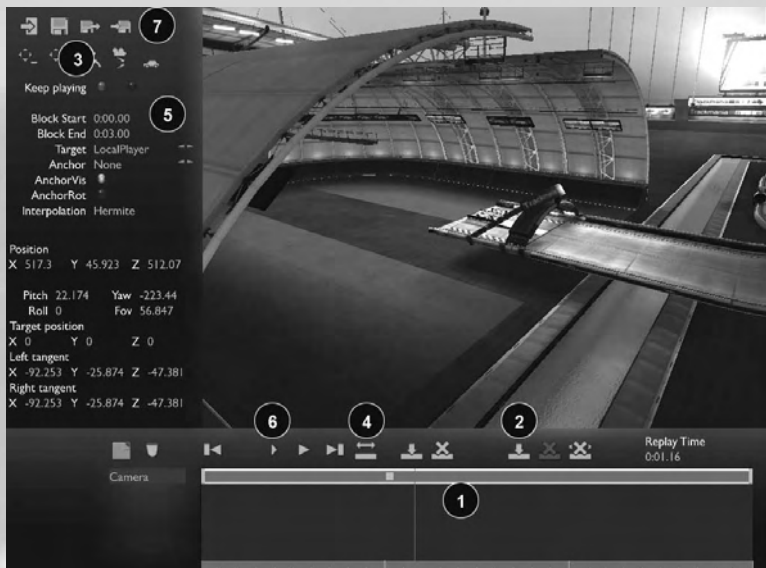 7
3
Keep playing
5
Block Start 0:00.00
Block End 0:03.00
Target LocalPlayer
Anchor None
AnchorVis
AnchorRot
Interpolation Hermite
Position
X 517.3 Y 45.923 Z 512.07
Pitch 22.174 Yaw -223.44
Roll 0 Fov 56.847
Target position
X 0 Y 0 Z 0
Left tangent
X -92.253 Y -25.874 Z -47.381
Right tangent
X -92.253 Y -25.874 Z -47.381
6
4
2
Replay Time
0:01.16
Camera
1